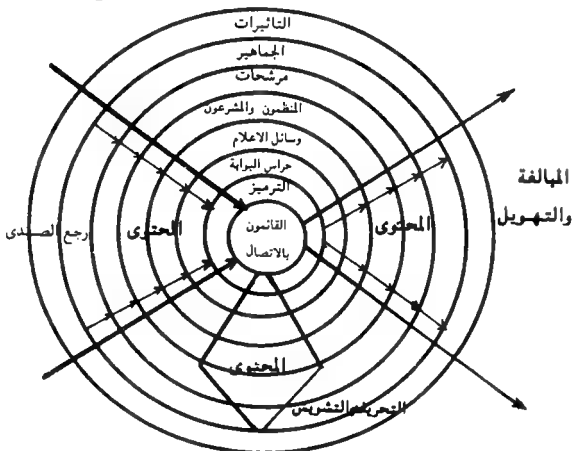 التاثيرات
الجماهير
مرشحات
المنظمون والمشرعون
وسائل الاعلام
حراس البوابة
الترميز
القائمون
بالاتصال
المبالغة
والتهويل
المحتوى
المحتوى
رجع الصدى
المحتوى
التحريف والتشويش